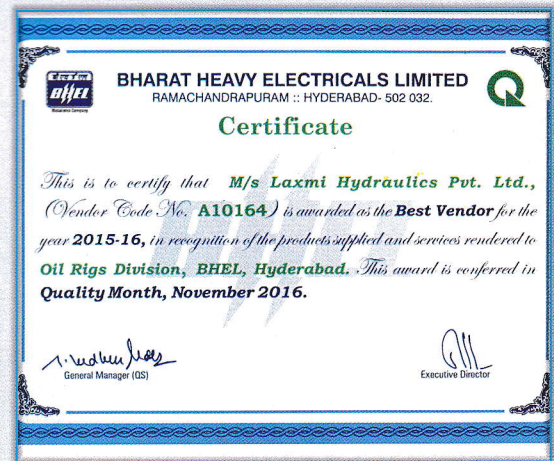 BHEL
BHARAT HEAVY ELECTRICALS LIMITED
RAMACHANDRAPURAM :: HYDERABAD- 502 032.
Q
Certificate
This is to certify that M/s Laxmi Hydraulics Pvt. Ltd.,
(Vendor Code No. A10164) is awarded as the Best Vendor for the
year 2015-16, in recognition of the products supplied and services rendered to
Oil Rigs Division, BHEL, Hyderabad. This award is conferred in
Quality Month, November 2016.
General Manager (QS)
Executive Director